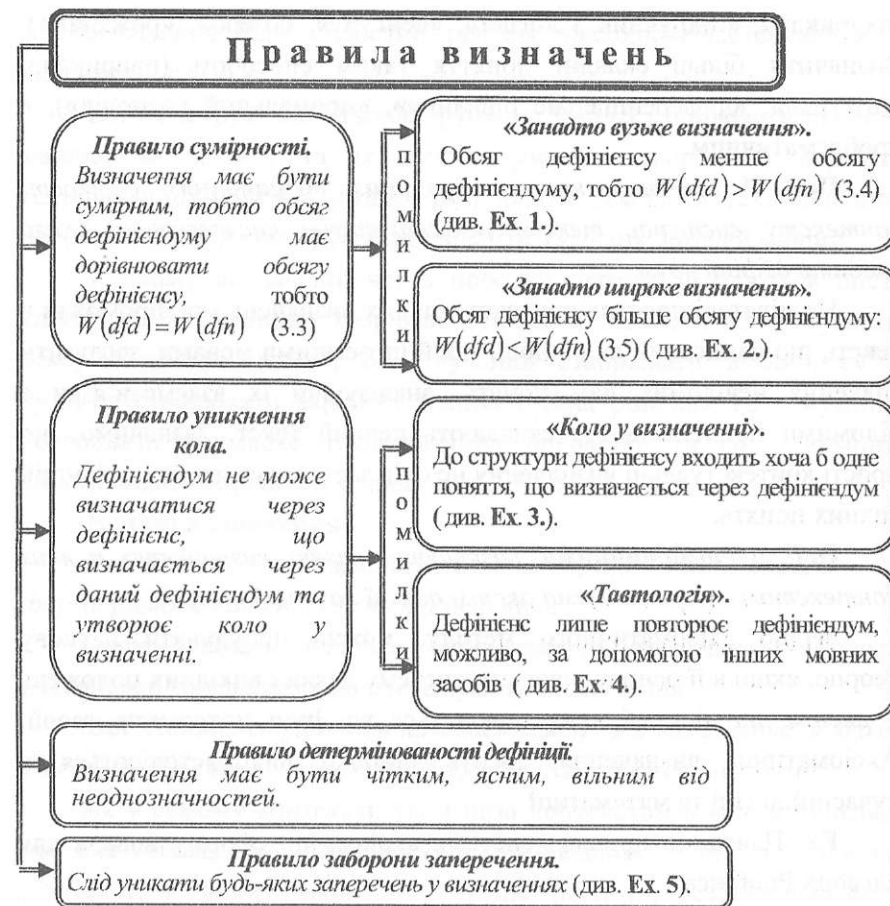 Правила визначень
Правило сумірності.
Визначення має бути
сумірним, тобто обсяг
дефінієндуму має
дорівнювати обсягу
дефінієнсу, тобто
W(dfd)=W(dfn) (3.3)
ПОМИЛКИ
«Занадто вузьке визначення».
Обсяг дефінієнсу менше обсягу
дефінієндуму, тобто W(dfd)>W(dfn) (3.4)
(див. Ex. 1.).
«Занадто широке визначення».
Обсяг дефінієнсу більше обсягу дефінієндуму:
W(dfd)<W(dfn) (3.5) ( див. Ex. 2.).
Правило уникнення
кола.
Дефінієндум не може
визначатися через
дефінієнс, що
визначається через
даний дефінієндум та
утворює коло у
визначенні.
ПОМИЛКИ
«Коло у визначенні».
До структури дефінієнсу входить хоча б одне
поняття, що визначається через дефінієндум
( див. Ex. 3.).
«Тавтологія».
Дефінієнс лише повторює дефінієндум,
можливо, за допомогою інших мовних
засобів ( див. Ex. 4.).
Правило детермінованості дефініції.
Визначення має бути чітким, ясним, вільним від
неоднозначностей.
Правило заборони заперечення.
Слід уникати будь-яких заперечень у визначеннях (див. Ex. 5).